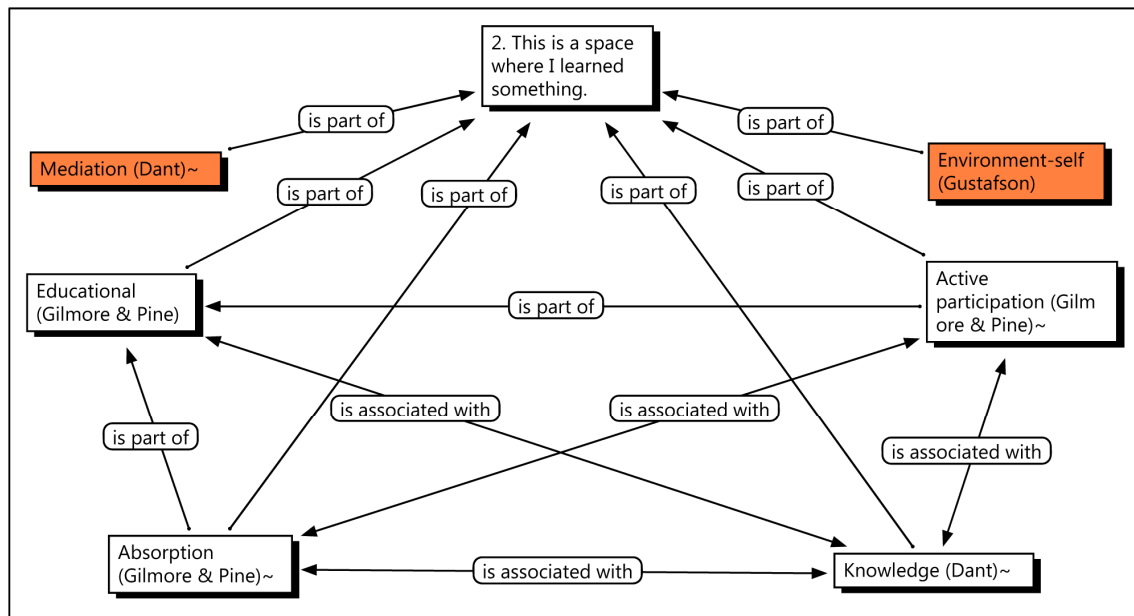 2. This is a space
where I learned
something.
is part of
is part of
Mediation (Dant)~
Environment-self
(Gustafson)
is part of
is part of
is part of
is part of
Educational
(Gilmore & Pine)
is part of
Active
participation (Gilm
ore & Pine)~
is associated with
is associated with
is part of
is associated with
Absorption
(Gilmore & Pine)~
is associated with
Knowledge (Dant)~